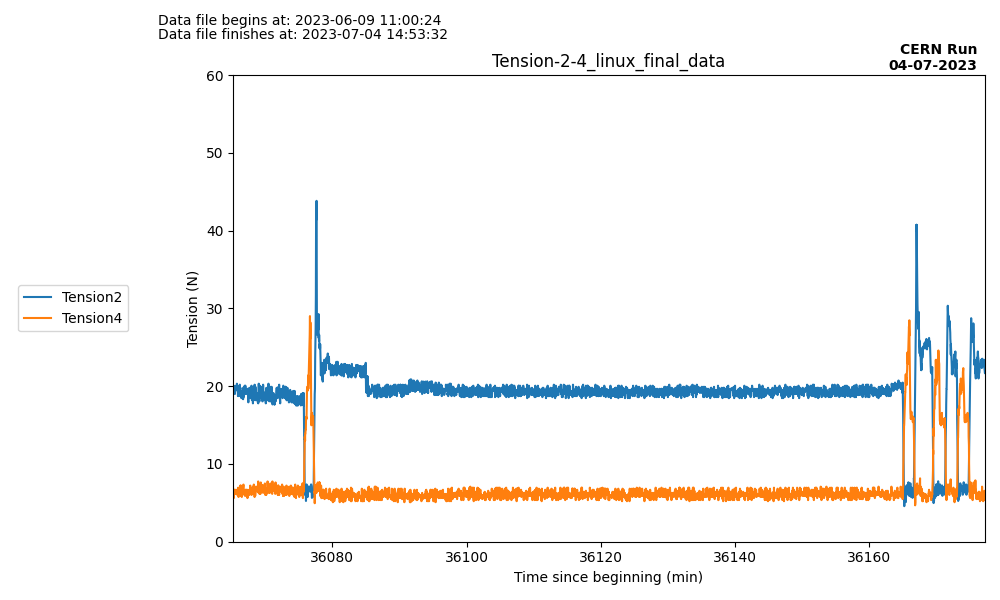 Data file begins at: 2023-06-09 11:00:24
Data file finishes at: 2023-07-04 14:53:32
CERN Run
04-07-2023
Tension-2-4_linux_final_data
60
50
40
30
20
10
0
Tension (N)
Tension2
Tension4
36080
36100
36120
36140
36160
Time since beginning (min)